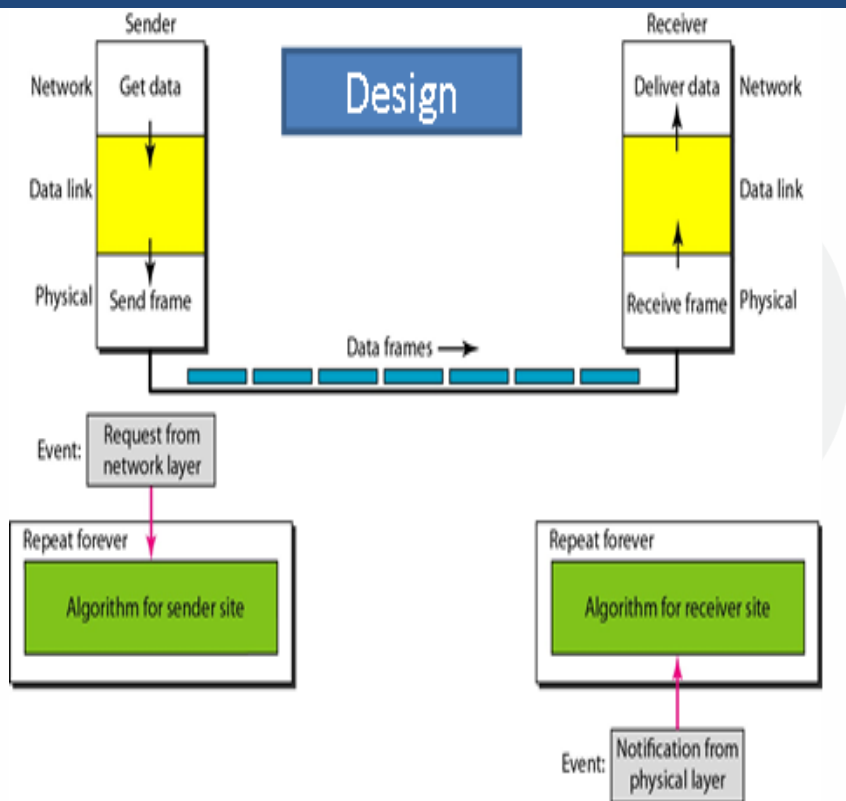 Sender
Receiver
Design
Network
Get data
Deliver data
Network
Data link
Data link
Physical
Send frame
Receive frame
Physical
Data frames
Event:
Request from
network layer
Repeat forever
Algorithm for sender site
Repeat forever
Algorithm for receiver site
Event:
Notification from
physical layer